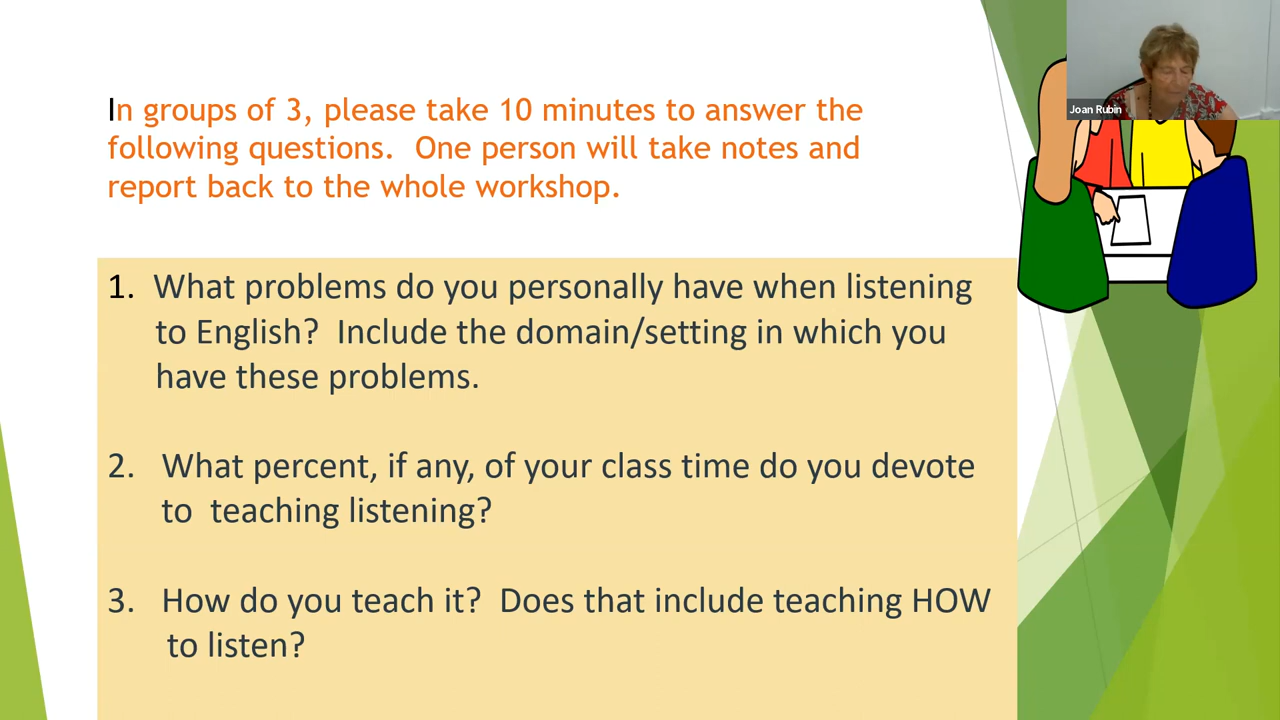 In groups of 3, please take 10 minutes to answer the
following questions.  One person will take notes and
report back to the whole workshop.
Joan Rubin
1.  What problems do you personally have when listening
to English?  Include the domain/setting in which you
have these problems.
2.   What percent, if any, of your class time do you devote
to  teaching listening?
3.   How do you teach it?  Does that include teaching HOW
to listen?